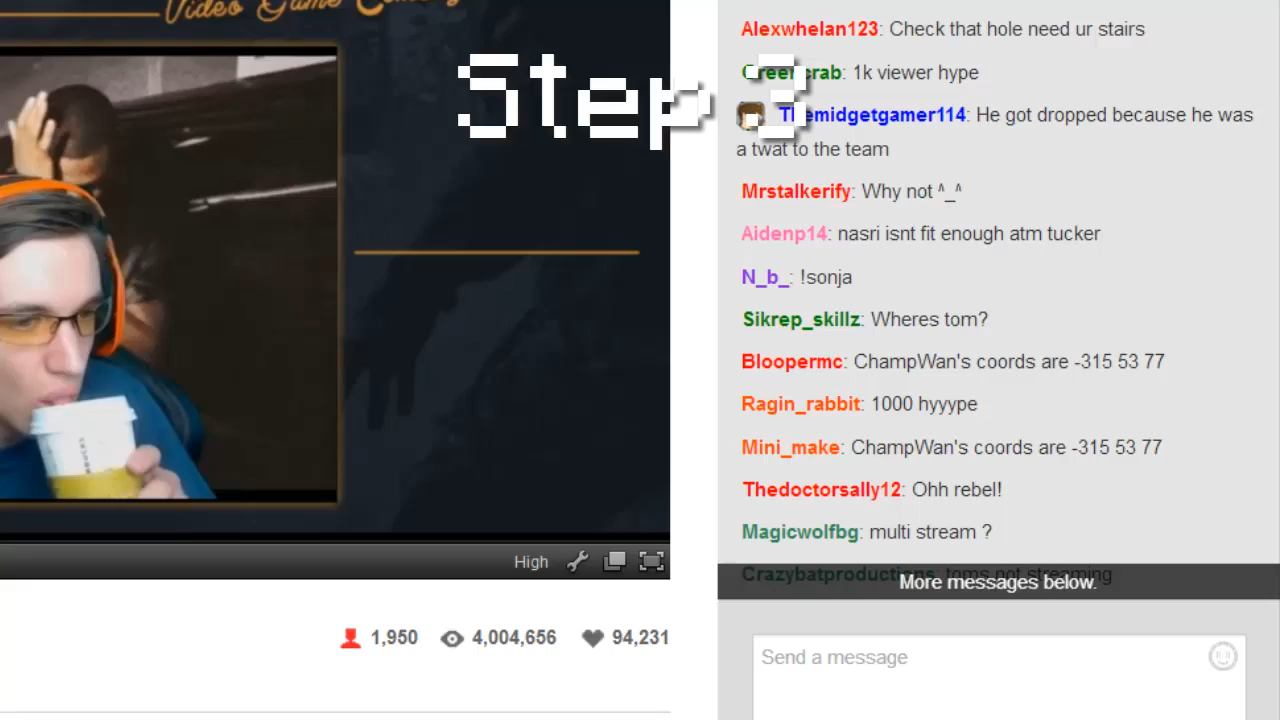 Video Game
Step 3
Alexwhelan123: Check that hole need ur stairs
Greencrab: 1k viewer hype
Themidgetgamer114: He got dropped because he was
a twat to the team
Mrstalkerify: Why not ^_^
Aidenp14: nasri isnt fit enough atm tucker
N_b_: !sonja
Sikrep_skillz: Wheres tom?
Bloopermc: ChampWan's coords are -315 53 77
Ragin_rabbit: 1000 hyyype
Mini_make: ChampWan's coords are -315 53 77
Thedoctorsally12: Ohh rebel!
Magicwolfbg: multi stream ?
Crazybatproductions: toms not streaming
More messages below.
High
1,950 4,004,656 94,231
Send a message